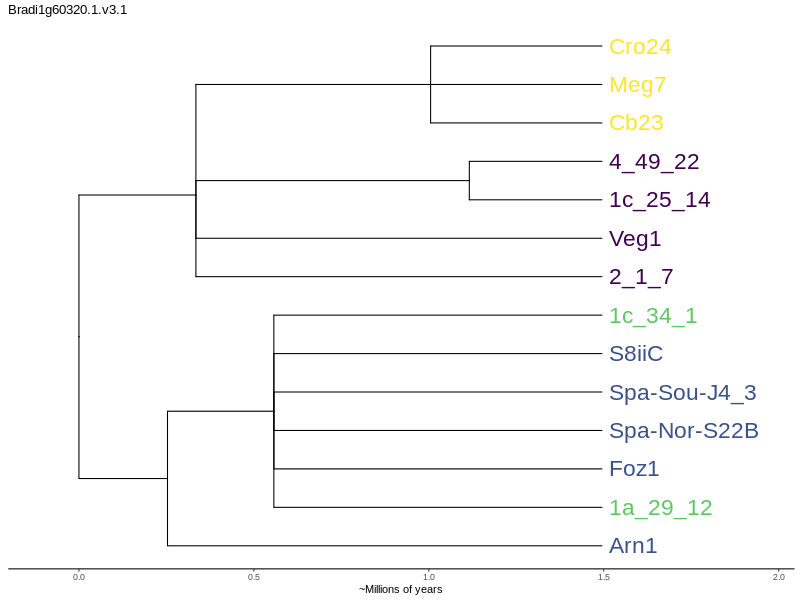 Bradi1g60320.1.v3.1
Cro24
Meg7
Cb23
4_49_22
1c_25_14
Veg1
2_1_7
1c_34_1
S8iiC
Spa-Sou-J4_3
Spa-Nor-S22B
Foz1
1a_29_12
Arn1
0.0 0.5 1.0 1.5 2.0
~Millions of years